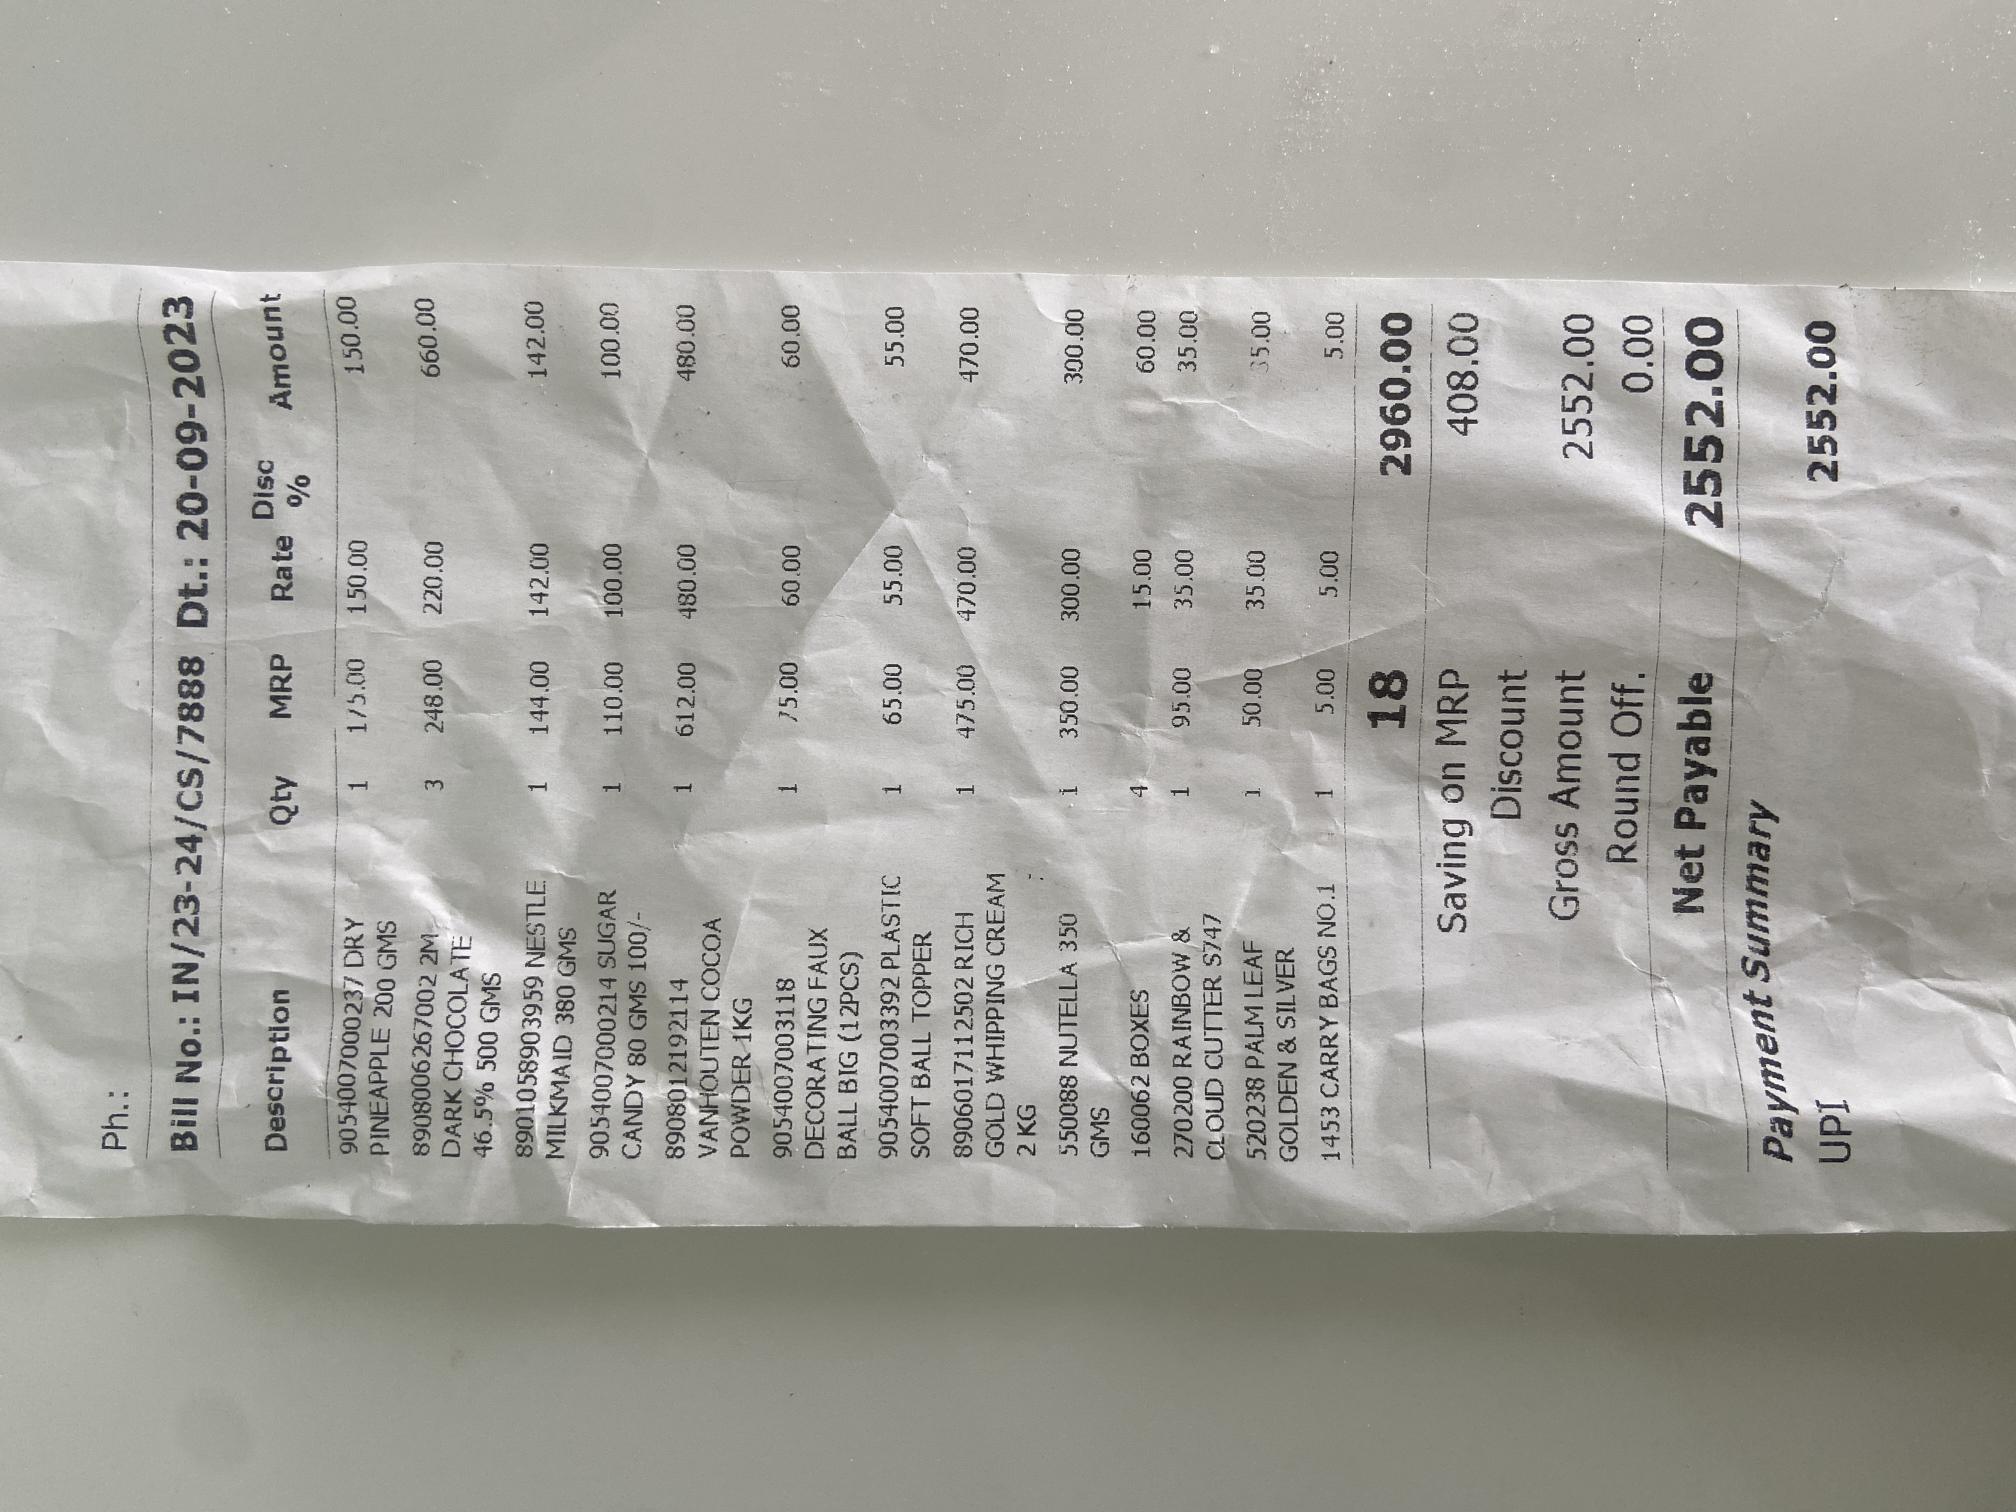 Ph.:
Bill No.: IN/23-24/CS/7888 Dt.: 20-09-2023
Description Qty MRP Rate Disc % Amount
9054007000237 DRY 1 175.00 150.00 150.00
PINEAPPLE 200 GMS
8908006267002 2M 3 248.00 220.00 660.00
DARK CHOCOLATE
46.5% 500 GMS
8901058903959 NESTLE 1 144.00 142.00 142.00
MILKMAID 380 GMS
9054007000214 SUGAR 1 110.00 100.00 100.00
CANDY 80 GMS 100/-
8908012192114 1 612.00 480.00 480.00
VANHOUTEN COCOA
POWDER-1KG
9054007003118 1 75.00 60.00 60.00
DECORATING FAUX
BALL BIG (12PCS)
9054007003392 PLASTIC 1 65.00 55.00 55.00
SOFT BALL TOPPER
8906017112502 RICH 1 475.00 470.00 470.00
GOLD WHIPPING CREAM
2 KG
550088 NUTELLA 350 1 350.00 300.00 300.00
GMS
160062 BOXES 4 15.00 60.00
270200 RAINBOW & 1 95.00 35.00 35.00
CLOUD CUTTER S747
520238 PALM LEAF 1 50.00 35.00 35.00
GOLDEN & SILVER
1453 CARRY BAGS NO.1 1 5.00 5.00 5.00
18 2960.00
Saving on MRP 408.00
Discount
Gross Amount 2552.00
Round Off. 0.00
Net Payable 2552.00
Payment Summary
UPI 2552.00